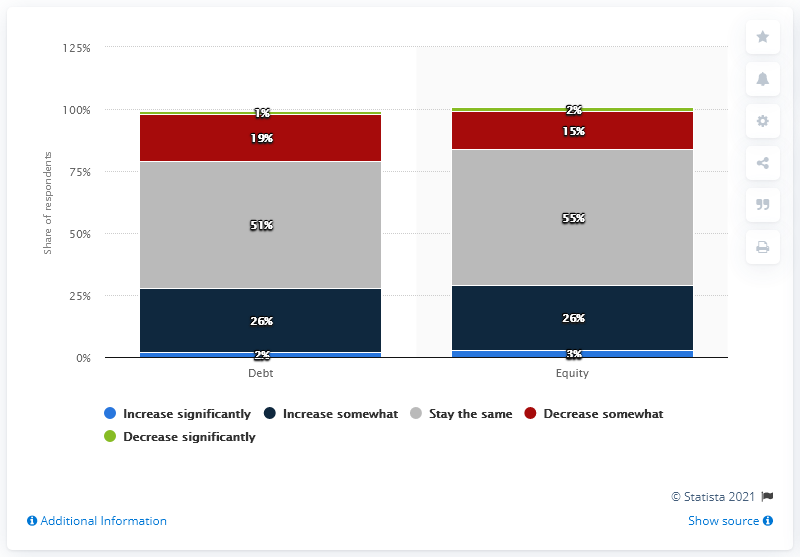 125%
100%
75%
50%
25%
0%
Share of respondents
1%
19%
51%
26%
2%
2%
15%
55%
26%
3%
Debt
Equity
Increase significantly
Increase somewhat
Stay the same
Decrease somewhat
Decrease significantly
© Statista 2021
Additional Information
Show source